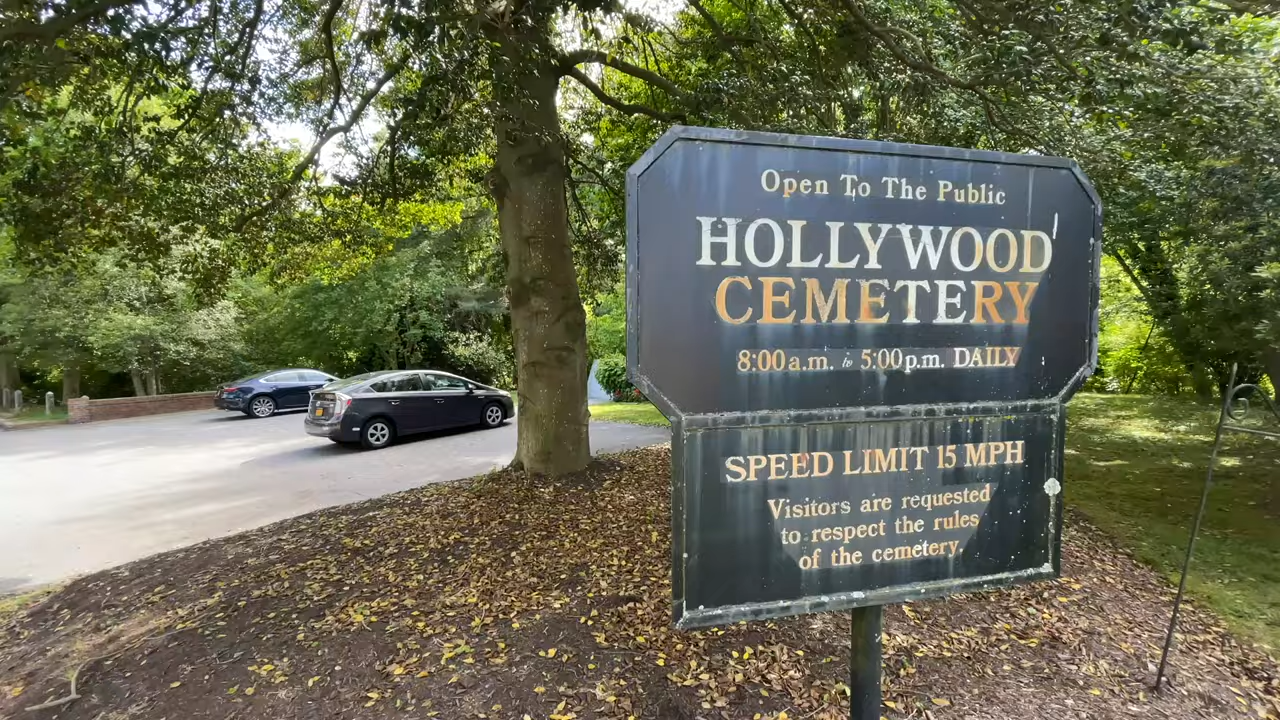 Open To The Public
HOLLYWOOD
CEMETERY
8:00 a.m. to 5:00 p.m. DAILY
SPEED LIMIT 15 MPH
Visitors are requested
to respect the rules
of the cemetery.